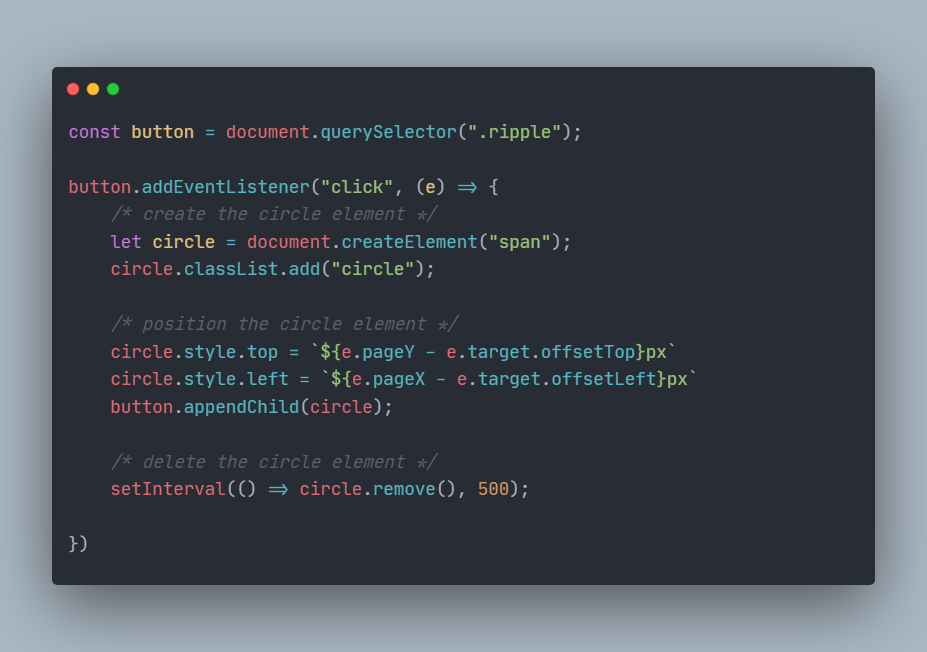 const button = document.querySelector(".ripple");
button.addEventListener("click", (e) => {
/* create the circle element */
let circle = document.createElement("span");
circle.classList.add("circle");
/* position the circle element */
circle.style.top = `${e.pageY - e.target.offsetTop}px`
circle.style.left = `${e.pageX - e.target.offsetLeft}px`
button.appendChild(circle);
/* delete the circle element */
setInterval(() => circle.remove(), 500);
})